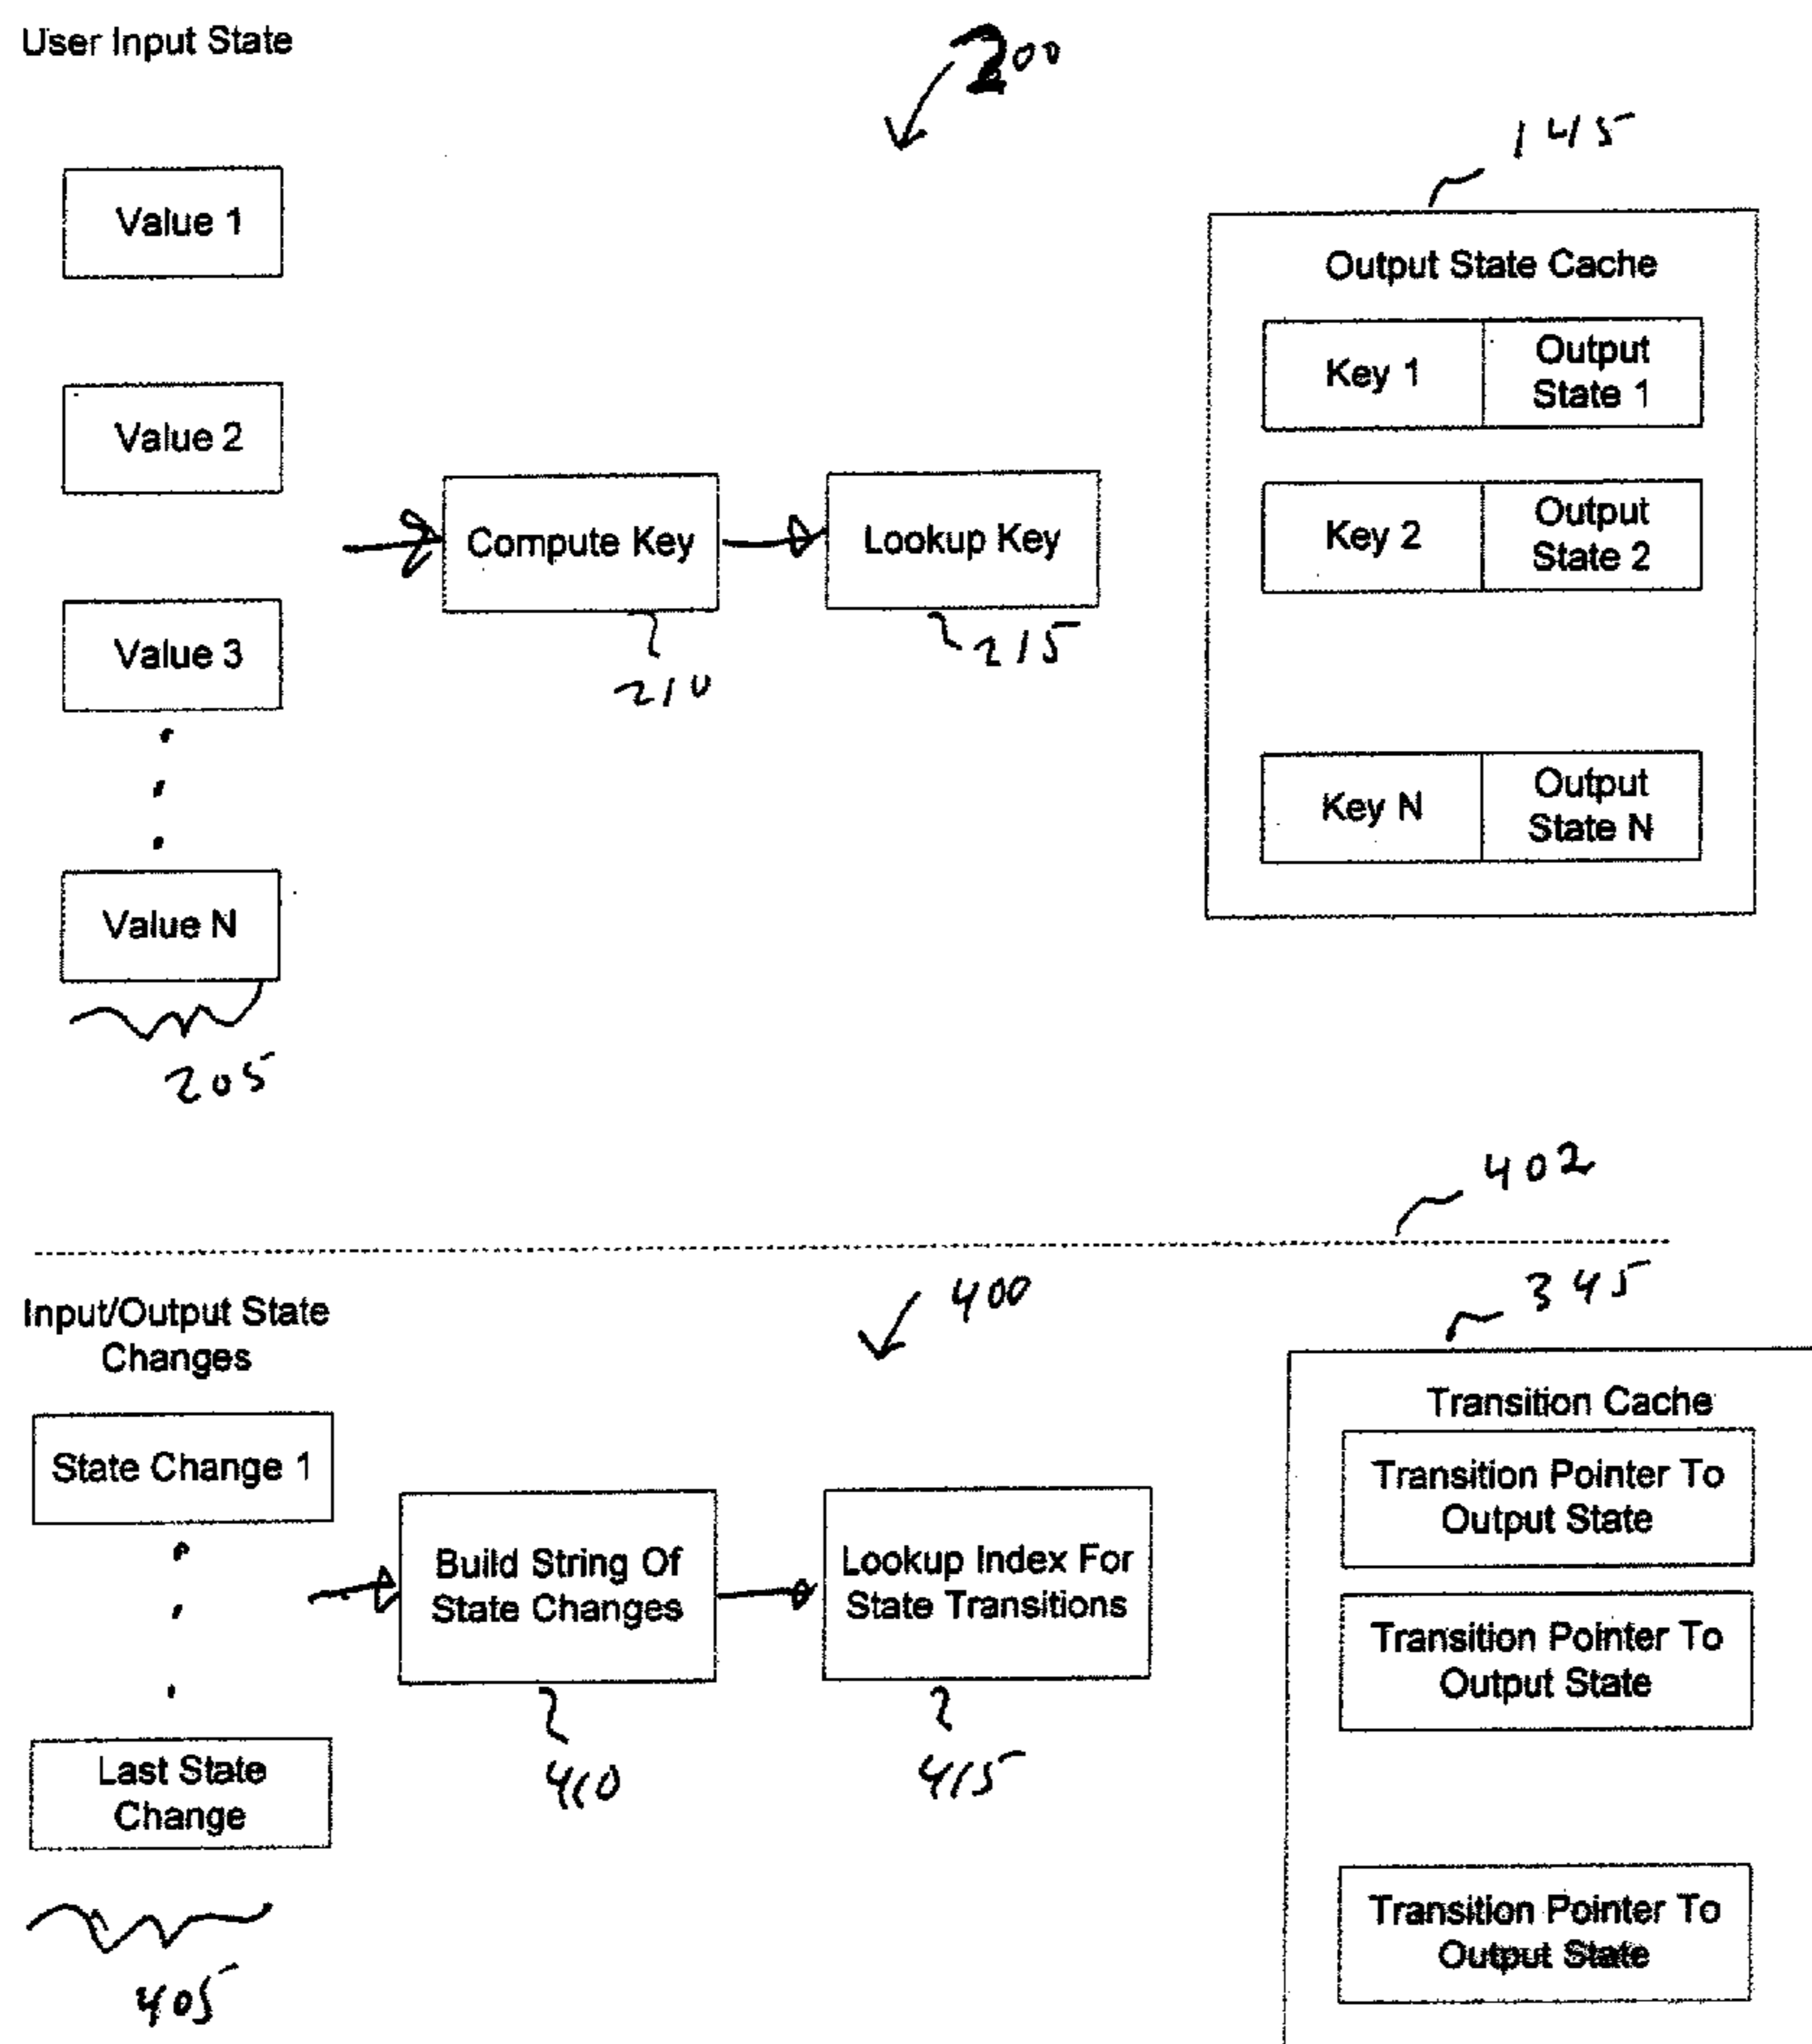 User Input State
200
145
Value 1
Output State Cache
Key 1
Output
State 1
Value 2
Key 2
Output
State 2
Compute Key
Lookup Key
210
215
Value 3
Key N
Output
State N
Value N
205
402
Input/Output State
Changes
400
345
Transition Cache
State Change 1
Transition Pointer To
Output State
Build String Of
State Changes
Lookup Index For
State Transitions
Transition Pointer To
Output State
410
415
Last State
Change
Transition Pointer To
Output State
405